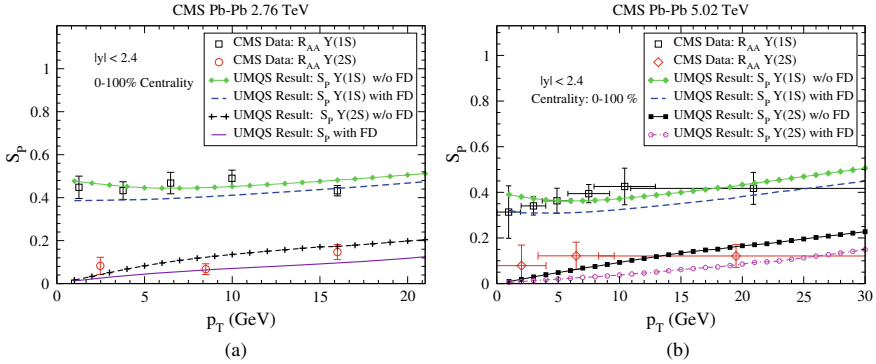 CMS Pb-Pb 2.76 TeV
CMS Data: R_AA Y(1S)
CMS Data: R_AA Y(2S)
UMQS Result: S_P Y(1S) w/o FD
UMQS Result: S_P Y(1S) with FD
UMQS Result: S_P Y(2S) w/o FD
UMQS Result: S_P with FD
|y| < 2.4
0-100% Centrality
1
0.8
0.6
0.4
0.2
0
S_P
0 5 10 15 20
p_T (GeV)
(a)
CMS Pb-Pb 5.02 TeV
CMS Data: R_AA Y(1S)
CMS Data: R_AA Y(2S)
UMQS Result: S_P Y(1S) w/o FD
UMQS Result: S_P Y(1S) with FD
UMQS Result: S_P Y(2S) w/o FD
UMQS Result: S_P Y(2S) with FD
|y| < 2.4
Centrality: 0-100 %
1
0.8
0.6
0.4
0.2
0
S_P
0 5 10 15 20 25 30
p_T (GeV)
(b)